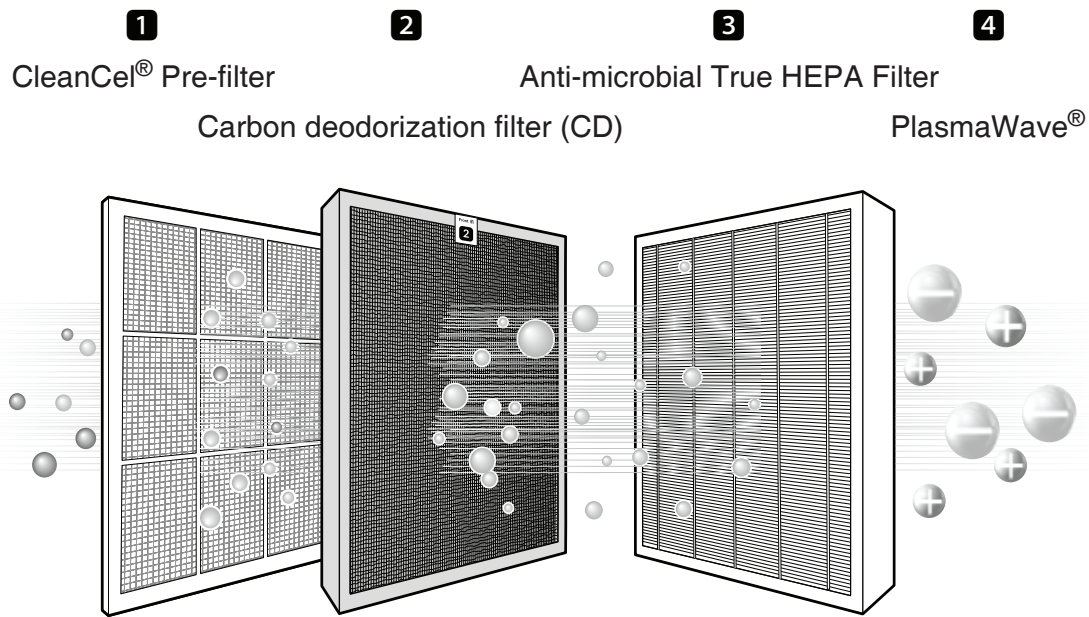 1 2 3 4
CleanCel® Pre-filter Anti-microbial True HEPA Filter
Carbon deodorization filter (CD) PlasmaWave®
2